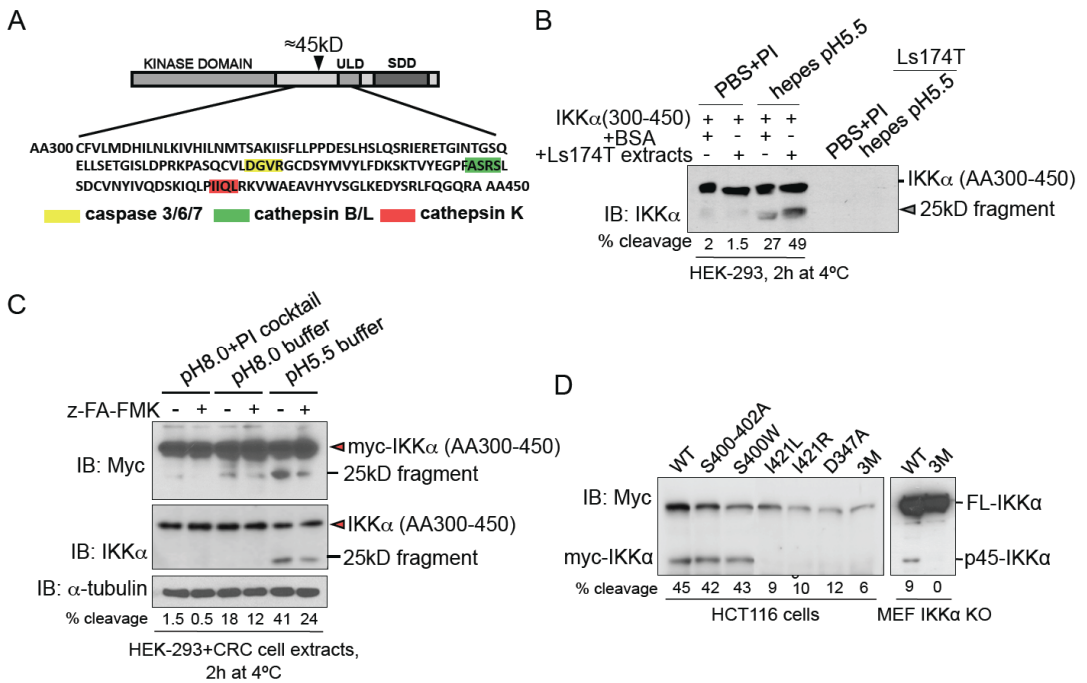 A
≈45kD
KINASE DOMAIN ULD SDD
AA300 CFVLMDHILNLKIVHILNMTSAKIISFLLPPDESLHSLQSRIERETGINTGSQ
ELLSETGISLDPRKPASQCVLDGVRGCDSYMVYLFDKSKTVYEGPFASRSL
SDCVNYIVQDSKIQLPIIQLRKVWAEAVHYVSGLKEDYSRLFQGQRA AA450
caspase 3/6/7 cathepsin B/L cathepsin K
B
PBS+PI
hepes pH5.5
Ls174T
PBS+PI
hepes pH5.5
IKKα(300-450) + + + +
+BSA + - + -
+Ls174T extracts - + - +
IKKα (AA300-450)
25kD fragment
IB: IKKα
% cleavage 2 1.5 27 49
HEK-293, 2h at 4ºC
C
pH8.0+PI cocktail
pH8.0 buffer
pH5.5 buffer
z-FA-FMK - + - + - +
myc-IKKα (AA300-450)
IB: Myc
25kD fragment
IKKα (AA300-450)
IB: IKKα
25kD fragment
IB: α-tubulin
% cleavage 1.5 0.5 18 12 41 24
HEK-293+CRC cell extracts,
2h at 4ºC
D
WT S400-402A S400W I421L I421R D347A 3M
WT 3M
IB: Myc
FL-IKKα
myc-IKKα
p45-IKKα
% cleavage 45 42 43 9 10 12 6
9 0
HCT116 cells
MEF IKKα KO